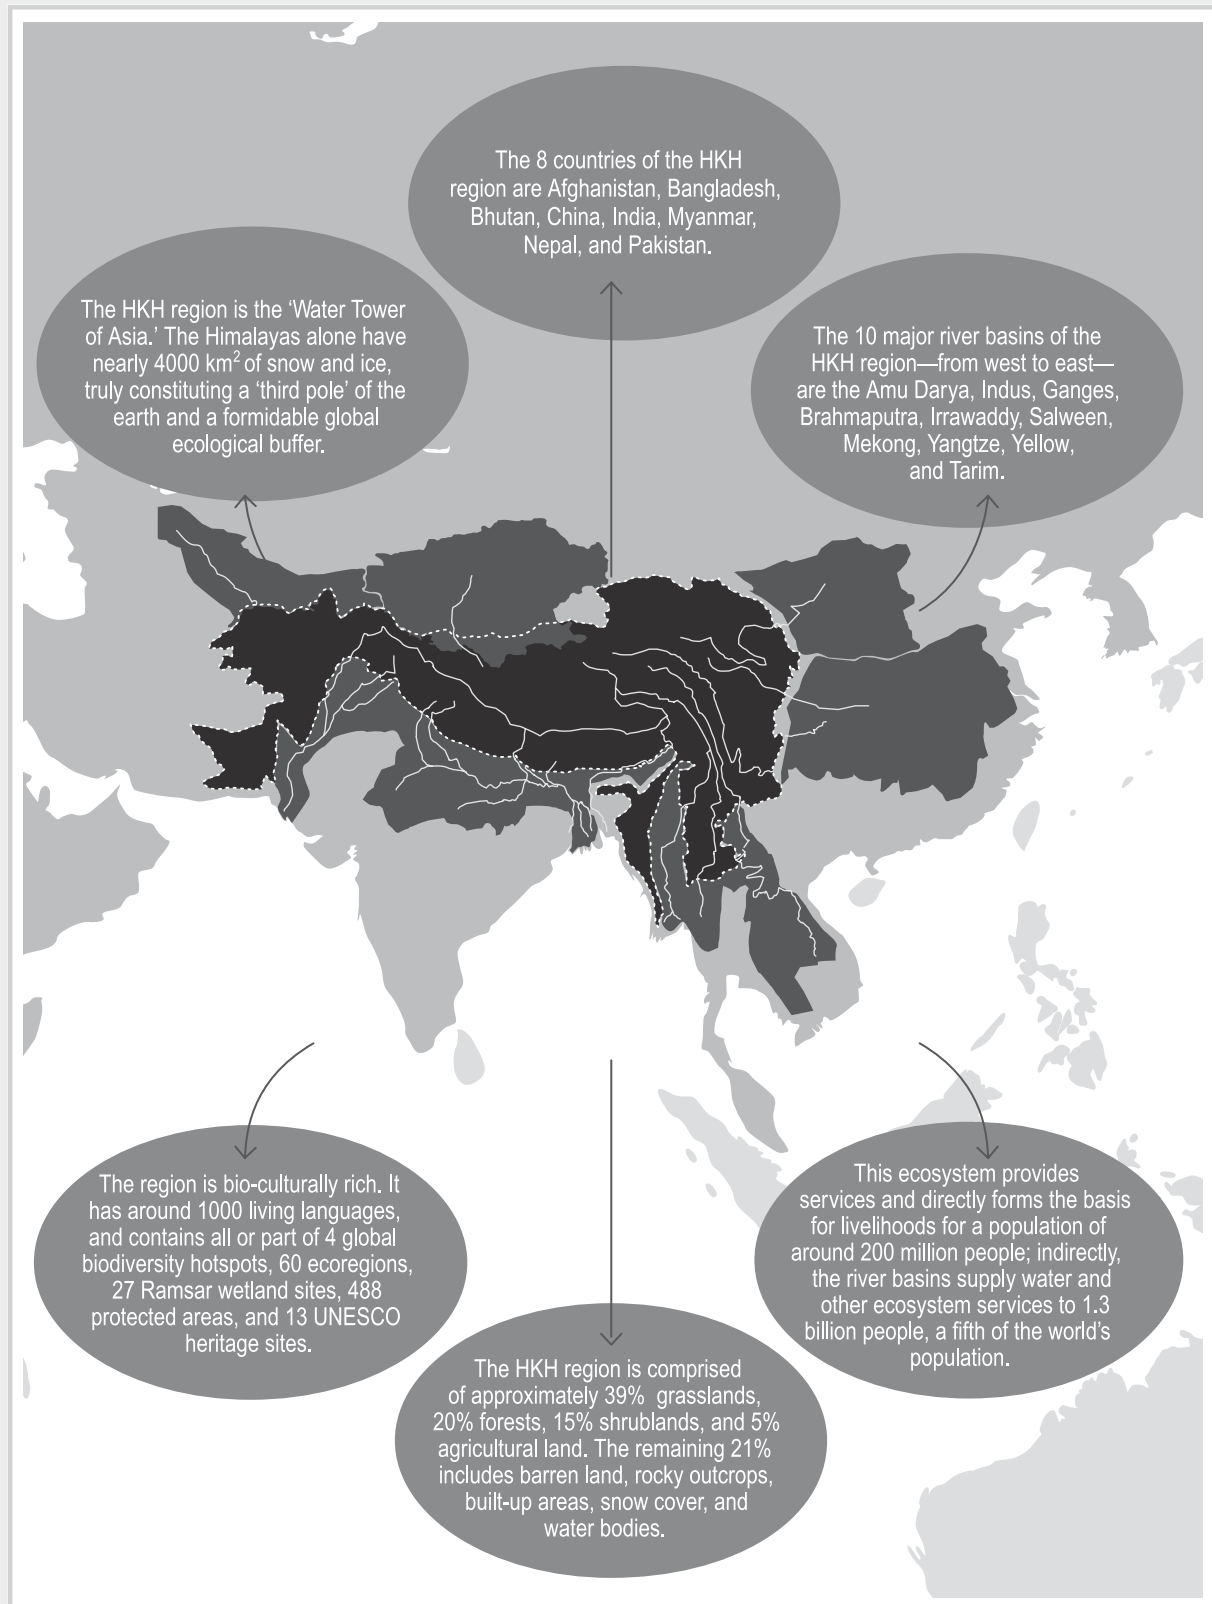 The 8 countries of the HKH
region are Afghanistan, Bangladesh,
Bhutan, China, India, Myanmar,
Nepal, and Pakistan.
The HKH region is the ‘Water Tower
of Asia.’ The Himalayas alone have
nearly 4000 km² of snow and ice,
truly constituting a ‘third pole’ of the
earth and a formidable global
ecological buffer.
The 10 major river basins of the
HKH region—from west to east—
are the Amu Darya, Indus, Ganges,
Brahmaputra, Irrawaddy, Salween,
Mekong, Yangtze, Yellow,
and Tarim.
The region is bio-culturally rich. It
has around 1000 living languages,
and contains all or part of 4 global
biodiversity hotspots, 60 ecoregions,
27 Ramsar wetland sites, 488
protected areas, and 13 UNESCO
heritage sites.
The HKH region is comprised
of approximately 39% grasslands,
20% forests, 15% shrublands, and 5%
agricultural land. The remaining 21%
includes barren land, rocky outcrops,
built-up areas, snow cover, and
water bodies.
This ecosystem provides
services and directly forms the basis
for livelihoods for a population of
around 200 million people; indirectly,
the river basins supply water and
other ecosystem services to 1.3
billion people, a fifth of the world’s
population.